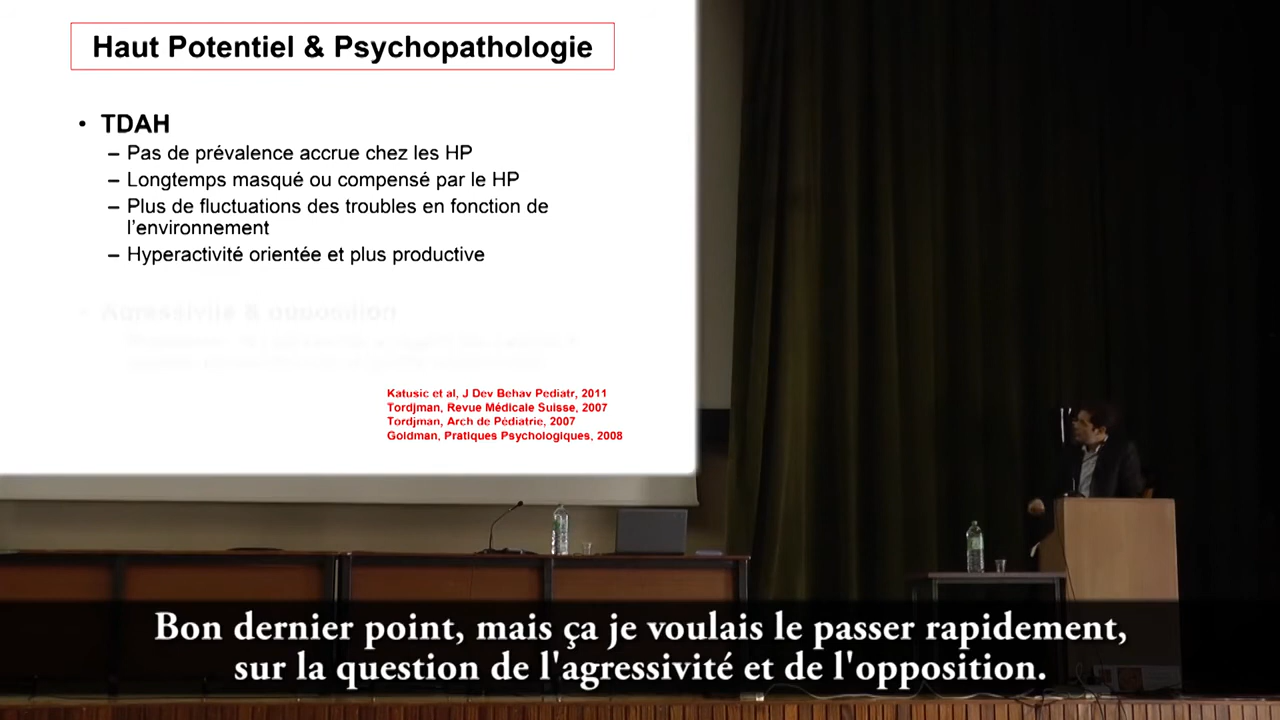 Haut Potentiel & Psychopathologie
• TDAH
– Pas de prévalence accrue chez les HP
– Longtemps masqué ou compensé par le HP
– Plus de fluctuations des troubles en fonction de
l'environnement
– Hyperactivité orientée et plus productive
• Agressivité & opposition
Katusic et al, J Dev Behav Pediatr, 2011
Tordjman, Revue Médicale Suisse, 2007
Tordjman, Arch de Pédiatrie, 2007
Goldman, Pratiques Psychologiques, 2008
Bon dernier point, mais ça je voulais le passer rapidement,
sur la question de l'agressivité et de l'opposition.